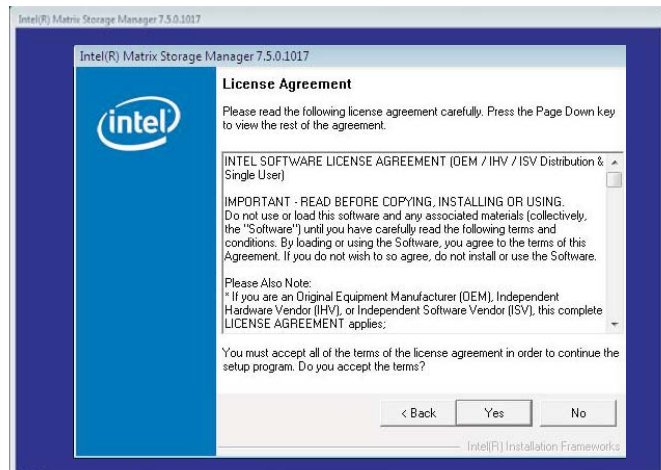 Intel(R) Matrix Storage Manager 7.5.0.1017
Intel(R) Matrix Storage Manager 7.5.0.1017
intel
License Agreement
Please read the following license agreement carefully. Press the Page Down key
to view the rest of the agreement.
INTEL SOFTWARE LICENSE AGREEMENT (OEM / IHV / ISV Distribution &
Single User)
IMPORTANT - READ BEFORE COPYING, INSTALLING OR USING.
Do not use or load this software and any associated materials (collectively,
the "Software") until you have carefully read the following terms and
conditions. By loading or using the Software, you agree to the terms of this
Agreement. If you do not wish to so agree, do not install or use the Software.
Please Also Note:
* If you are an Original Equipment Manufacturer (OEM), Independent
Hardware Vendor (IHV), or Independent Software Vendor (ISV), this complete
LICENSE AGREEMENT applies;
You must accept all of the terms of the license agreement in order to continue the
setup program. Do you accept the terms?
< Back Yes No
Intel(R) Installation Frameworks